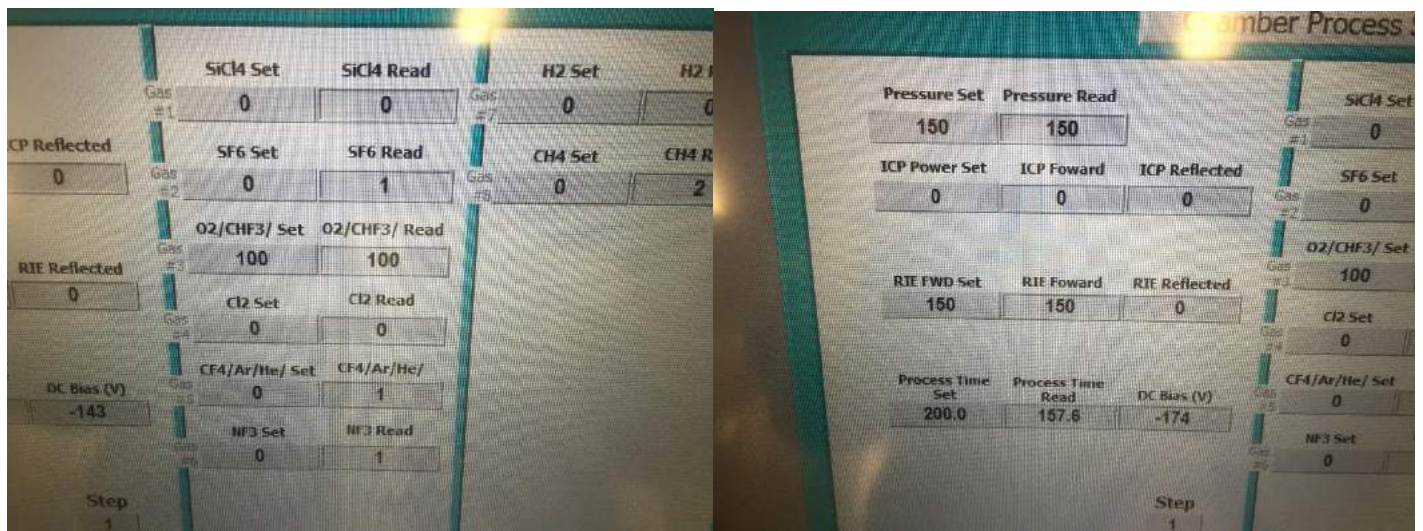 SiCl4 Set SiCl4 Read H2 Set H2
Gas #1 0 0 Gas #7 0 0
CP Reflected SF6 Set SF6 Read CH4 Set CH4 R
0 Gas #2 0 1 Gas 0 2
O2/CHF3/ Set O2/CHF3/ Read
Gas #3 100 100
RIE Reflected Cl2 Set Cl2 Read
0 Gas #4 0 0
CF4/Ar/He/ Set CF4/Ar/He/
DC Bias (V) Gas #5 0 1
-143
NF3 Set NF3 Read
Gas #6 0 1
Step
1
Chamber Process S
Pressure Set Pressure Read SiCl4 Set
150 150 Gas #1 0
ICP Power Set ICP Foward ICP Reflected SF6 Set
0 0 0 Gas #2 0
O2/CHF3/ Set
RIE FWD Set RIE Foward RIE Reflected Gas #3 100
150 150 0 Cl2 Set
Gas #4 0
Process Time Set Process Time Read DC Bias (V) CF4/Ar/He/ Set
200.0 157.6 -174 Gas #5 0
NF3 Set
Gas #6 0
Step
1